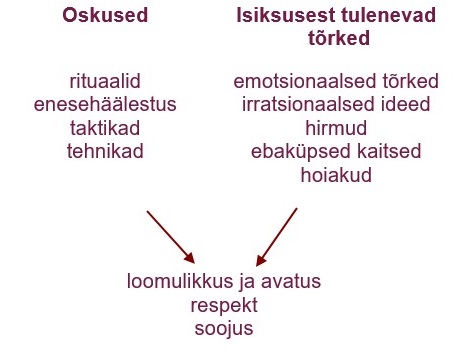 Oskused
rituaalid
enesehäälestus
taktikad
tehnikad
Isiksusest tulenevad
tõrked
emotsionaalsed tõrked
irratsionaalsed ideed
hirmud
ebaküpsed kaitsed
hoiakud
loomulikkus ja avatus
respekt
soojus